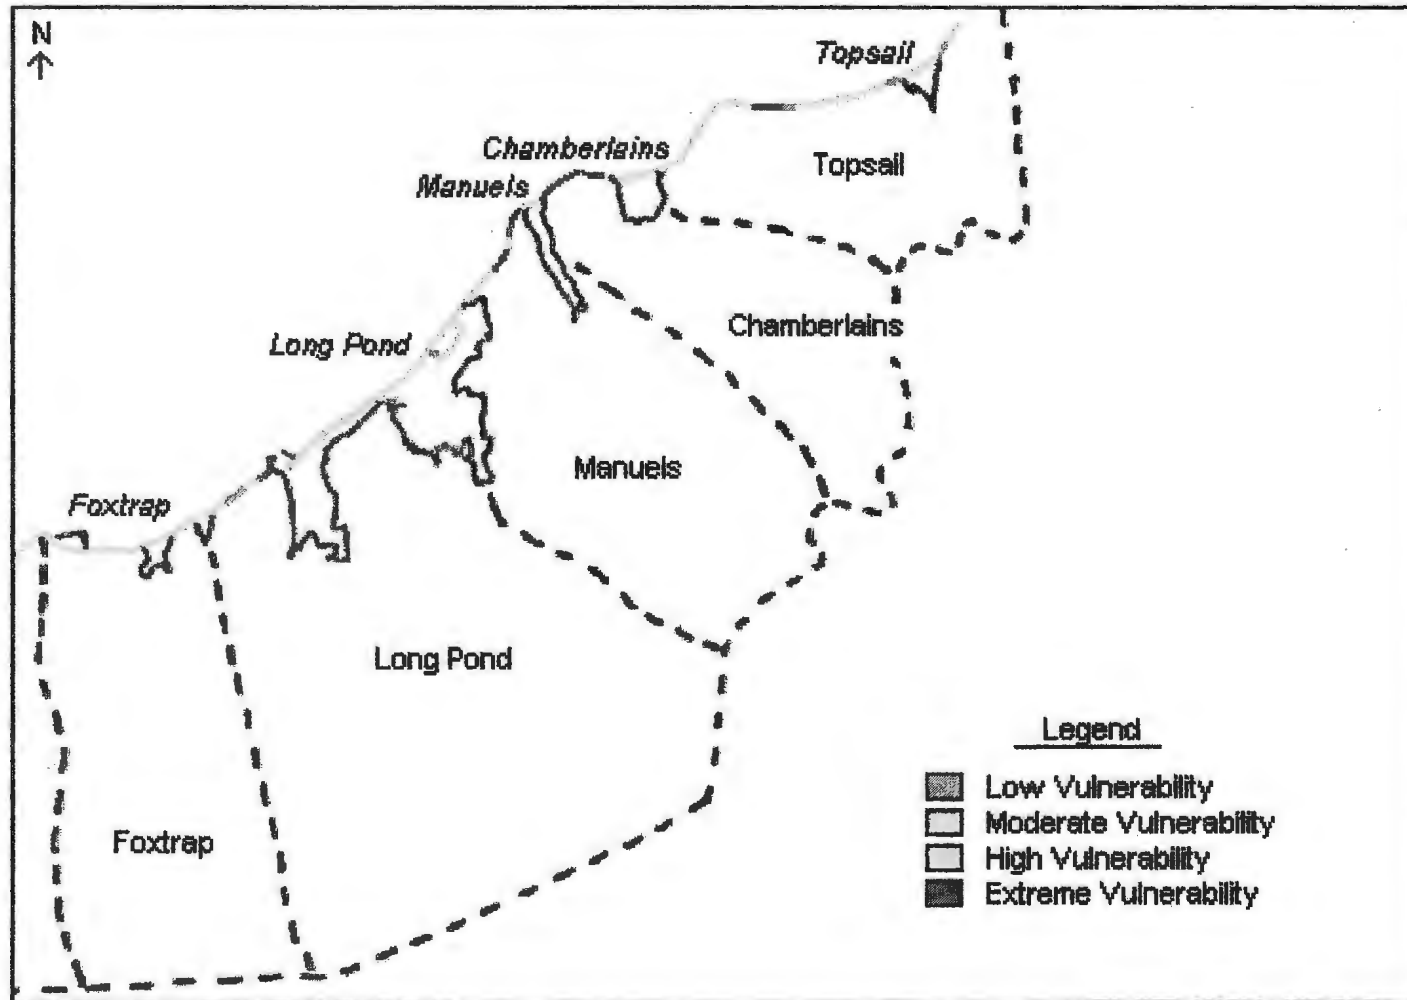 N
Topsail
Chamberlains
Topsail
Manuels
Chamberlains
Long Pond
Manuels
Foxtrap
Long Pond
Legend
Low Vulnerability
Moderate Vulnerability
High Vulnerability
Foxtrap
Extreme Vulnerability